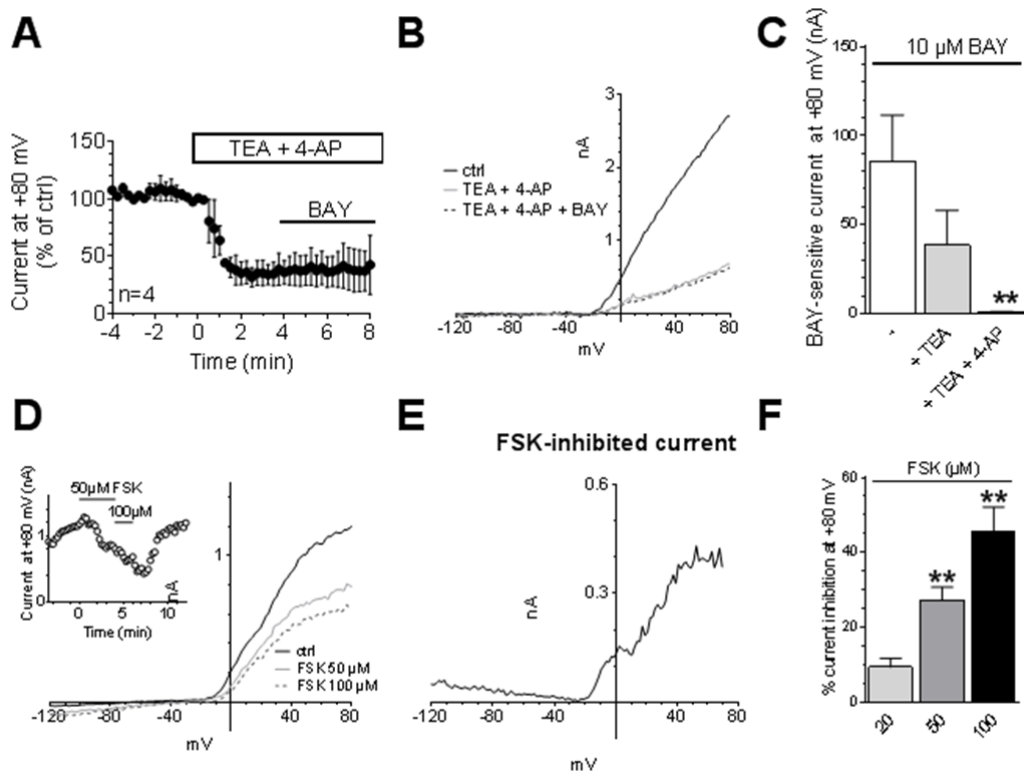 A
Current at +80 mV
(% of ctrl)
150
100
50
0
TEA + 4-AP
BAY
n=4
-4
-2
0
2
4
6
8
Time (min)
B
nA
3
2
1
ctrl
TEA + 4-AP
TEA + 4-AP + BAY
-120
-80
-40
40
80
mV
C
BAY-sensitive current at +80 mV (nA)
150
100
50
0
10 µM BAY
**
-
+ TEA
+ TEA + 4-AP
D
Current at +80 mV (nA)
50µM FSK
100µM
1
0
0
5
10
Time (min)
nA
1
ctrl
FSK 50 µM
FSK 100 µM
-120
-80
-40
40
80
mV
E
FSK-inhibited current
0.6
0.3
nA
-120
-80
-40
0
40
80
mV
F
% current inhibition at +80 mV
60
40
20
0
FSK (µM)
**
**
20
50
100